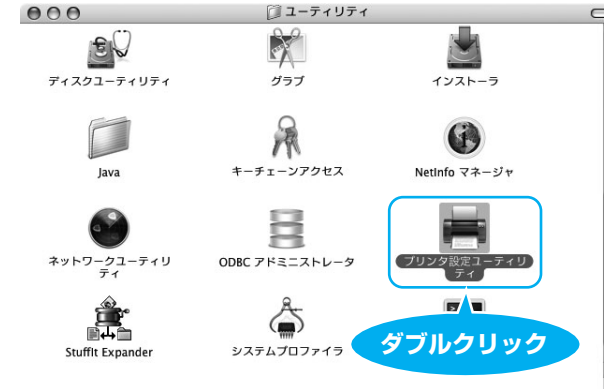 ユーティリティ
ディスクユーティリティ
グラブ
インストーラ
Java
キーチェーンアクセス
NetInfo マネージャ
ネットワークユーティリ
ティ
ODBC アドミニストレータ
プリンタ設定ユーティリ
ティ
StuffIt Expander
システムプロファイラ
ダブルクリック